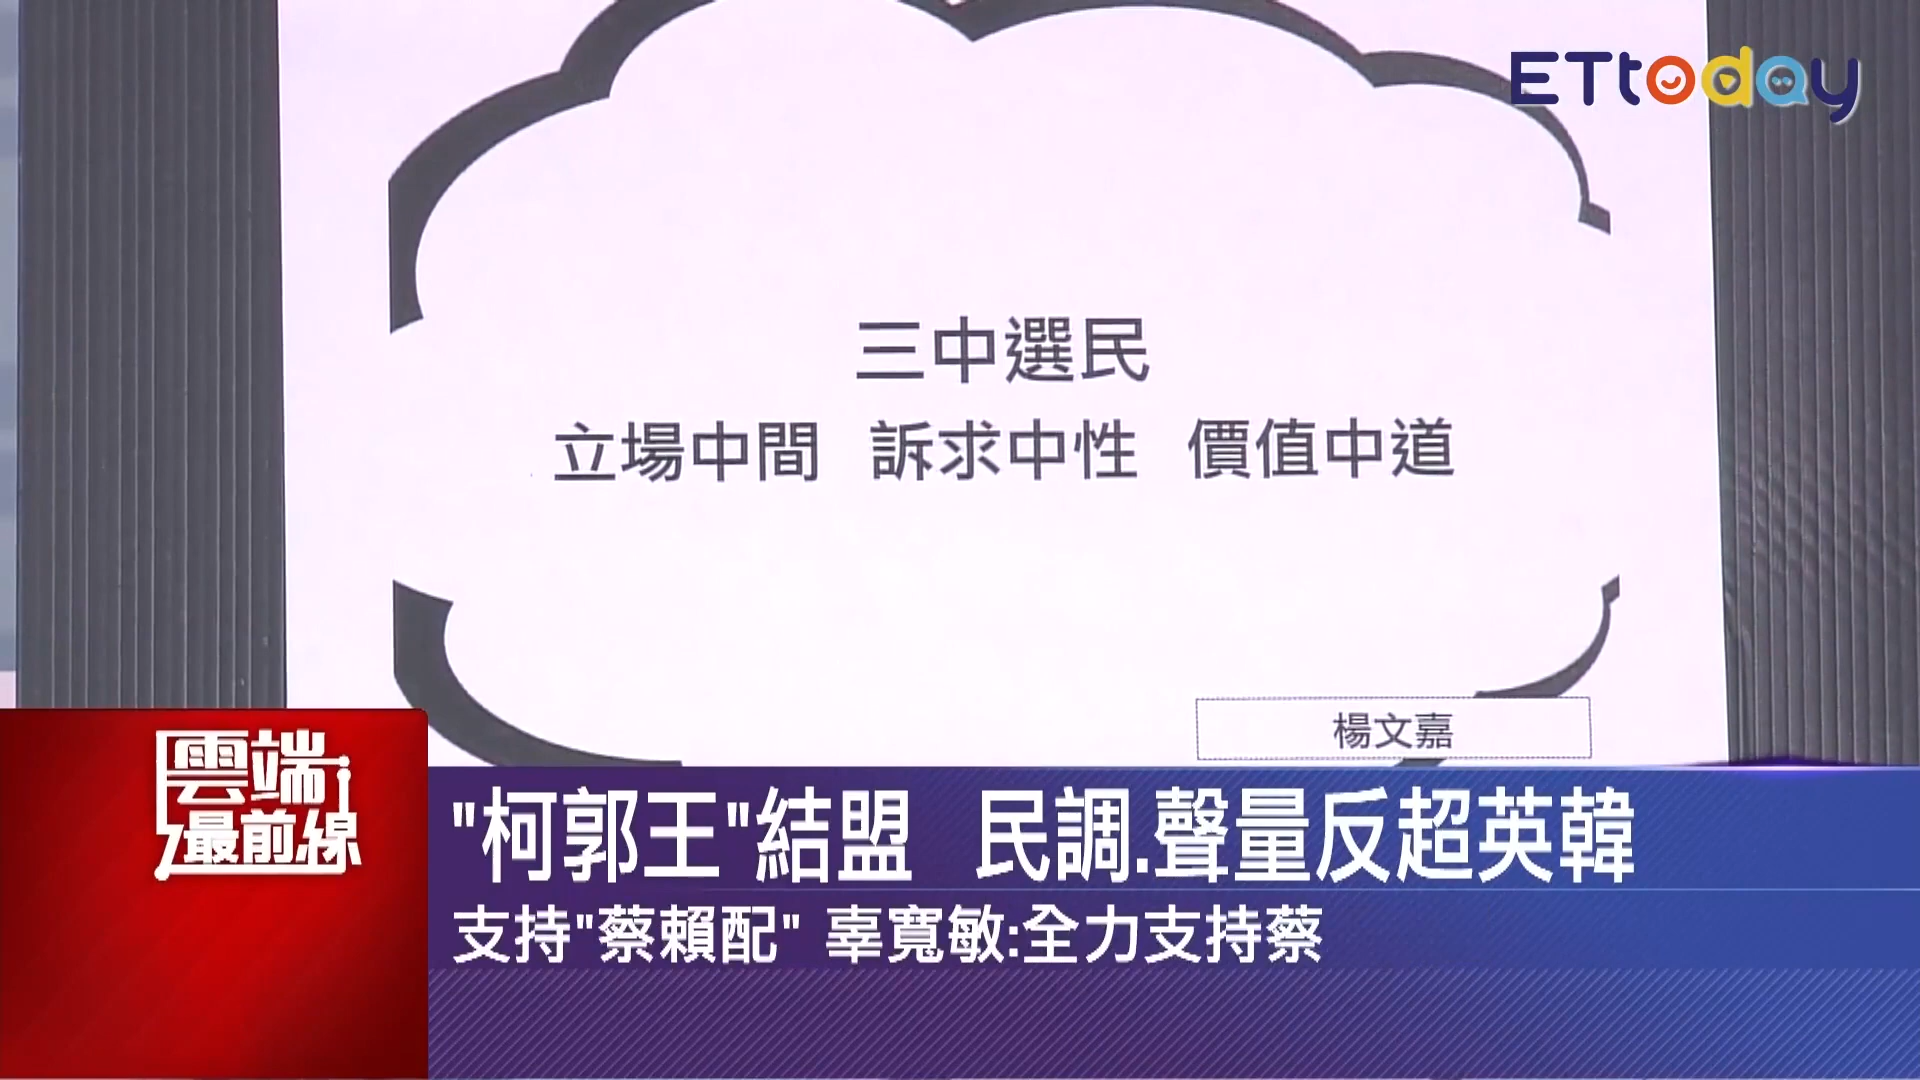 ETtoday
三中選民
立場中間 訴求中性 價值中道
楊文嘉
雲端
最前線
"柯郭王"結盟 民調.聲量反超英韓
支持"蔡賴配" 辜寬敏:全力支持蔡